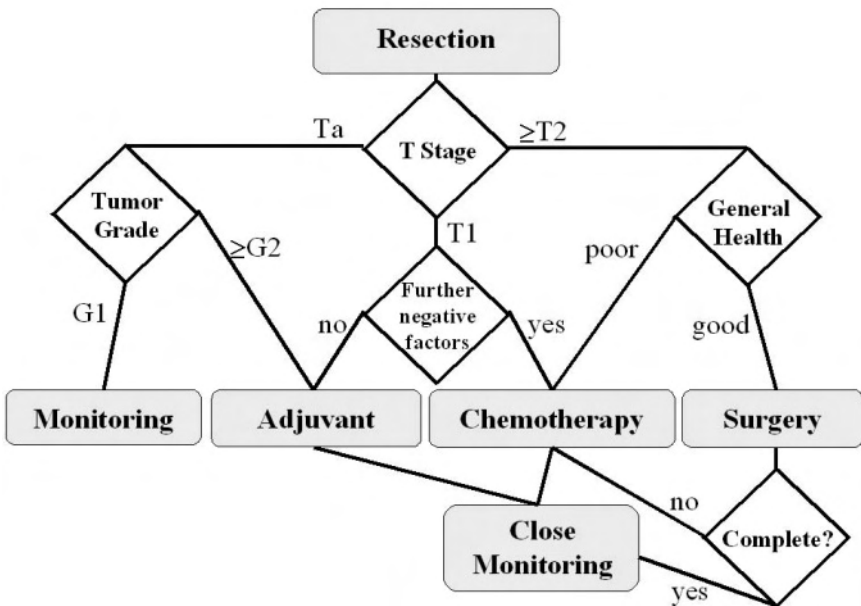 Resection
Ta
T Stage
≥T2
Tumor
Grade
General
Health
T1
≥G2
poor
G1
Further
negative
factors
no
yes
good
Monitoring
Adjuvant
Chemotherapy
Surgery
no
Close
Monitoring
Complete?
yes